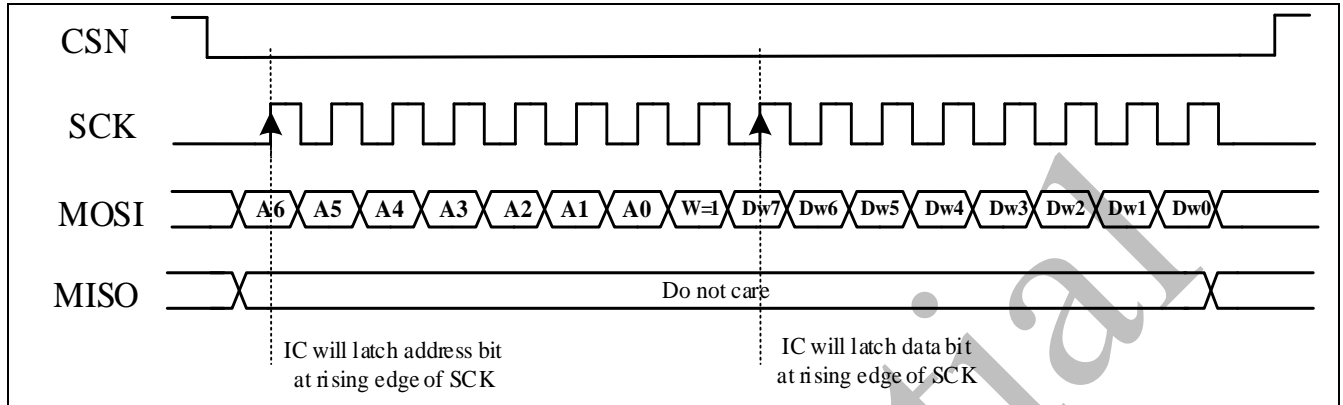 CSN
SCK
MOSI A6 A5 A4 A3 A2 A1 A0 W=1 Dw7 Dw6 Dw5 Dw4 Dw3 Dw2 Dw1 Dw0
MISO Do not care
IC will latch address bit
at rising edge of SCK
IC will latch data bit
at rising edge of SCK